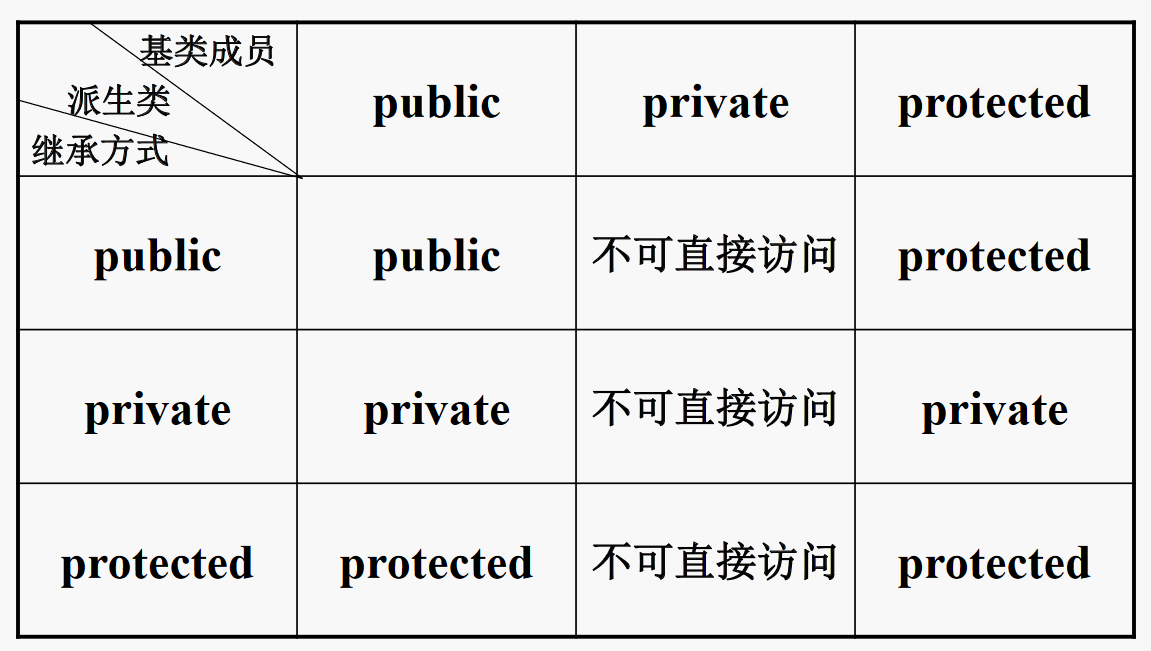 基类成员
派生类
继承方式
public private protected
public public 不可直接访问 protected
private private 不可直接访问 private
protected protected 不可直接访问 protected